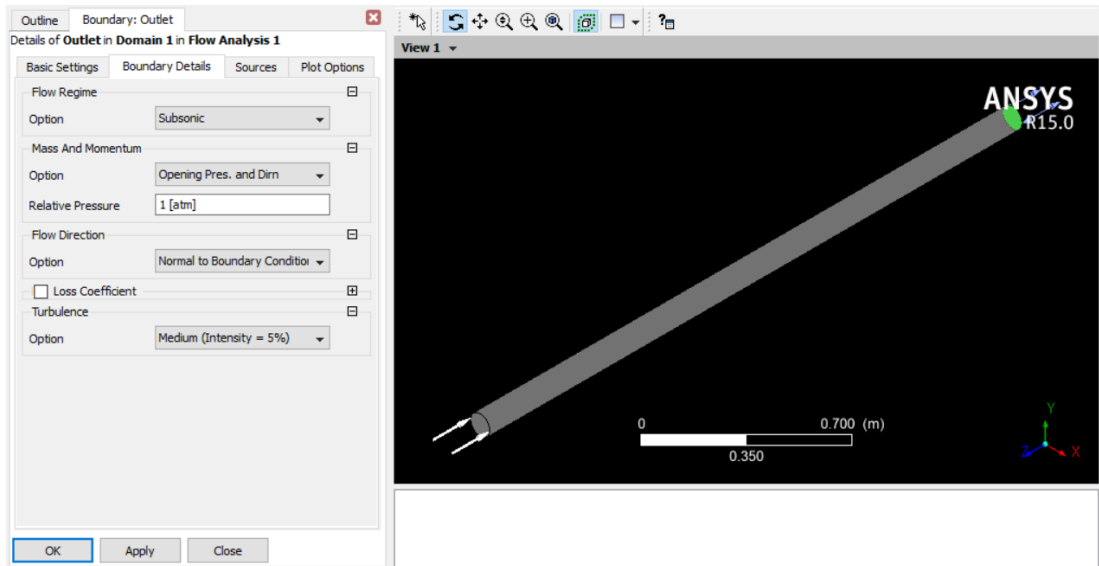 Outline Boundary: Outlet
Details of Outlet in Domain 1 in Flow Analysis 1
Basic Settings Boundary Details Sources Plot Options
Flow Regime
Option Subsonic
Mass And Momentum
Option Opening Pres. and Dirn
Relative Pressure 1 [atm]
Flow Direction
Option Normal to Boundary Conditior
Loss Coefficient
Turbulence
Option Medium (Intensity = 5%)
OK Apply Close
View 1
ANSYS
R15.0
0 0.700 (m)
0.350
Y
Z X